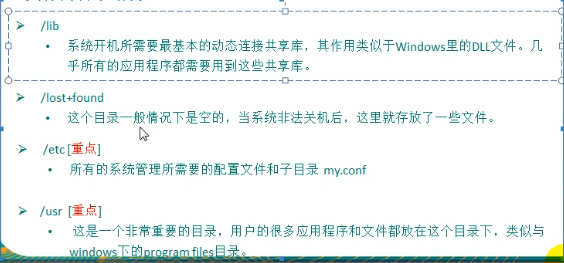 /lib
系统开机所需要最基本的动态连接共享库，其作用类似于Windows里的DLL文件。几
乎所有的应用程序都需要用到这些共享库。
/lost+found
这个目录一般情况下是空的，当系统非法关机后，这里就存放了一些文件。
/etc [重点]
所有的系统管理所需要的配置文件和子目录 my.conf
/usr [重点]
这是一个非常重要的目录，用户的很多应用程序和文件都放在这个目录下，类似与
windows下的program files目录。